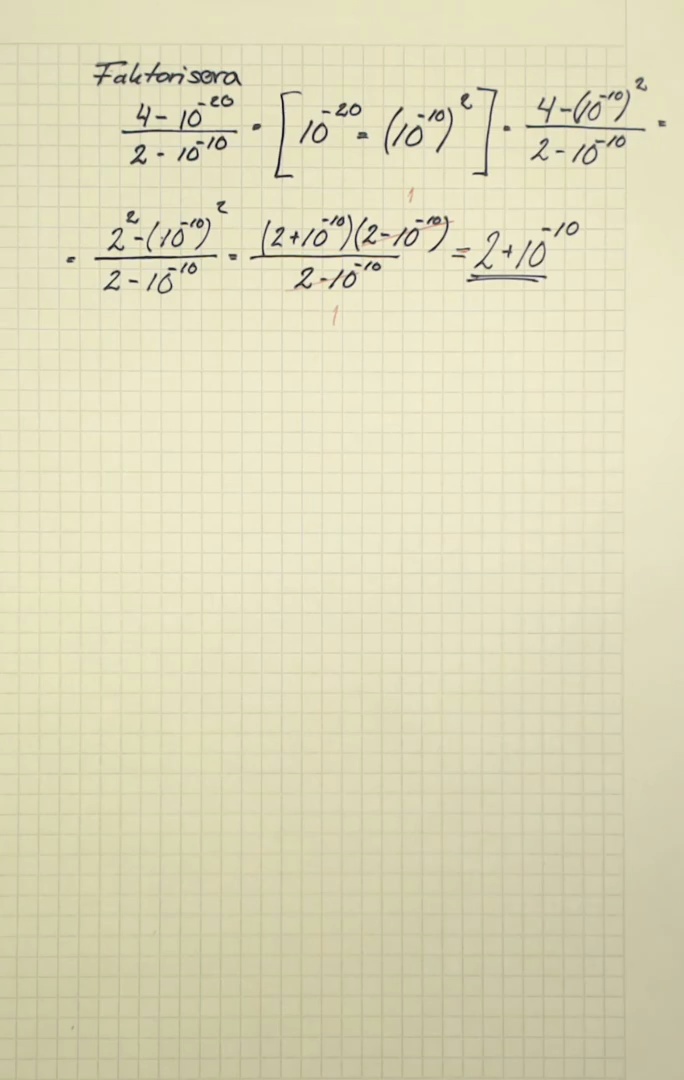 Faktorisera
(4 - 10^-20)/(2 - 10^-10) = [10^-20 = (10^-10)^2] = (4 - (10^-10)^2)/(2 - 10^-10) =
= (2^2 - (10^-10)^2)/(2 - 10^-10) = ((2 + 10^-10)(2 - 10^-10) 1)/(2 - 10^-10 1) = 2 + 10^-10